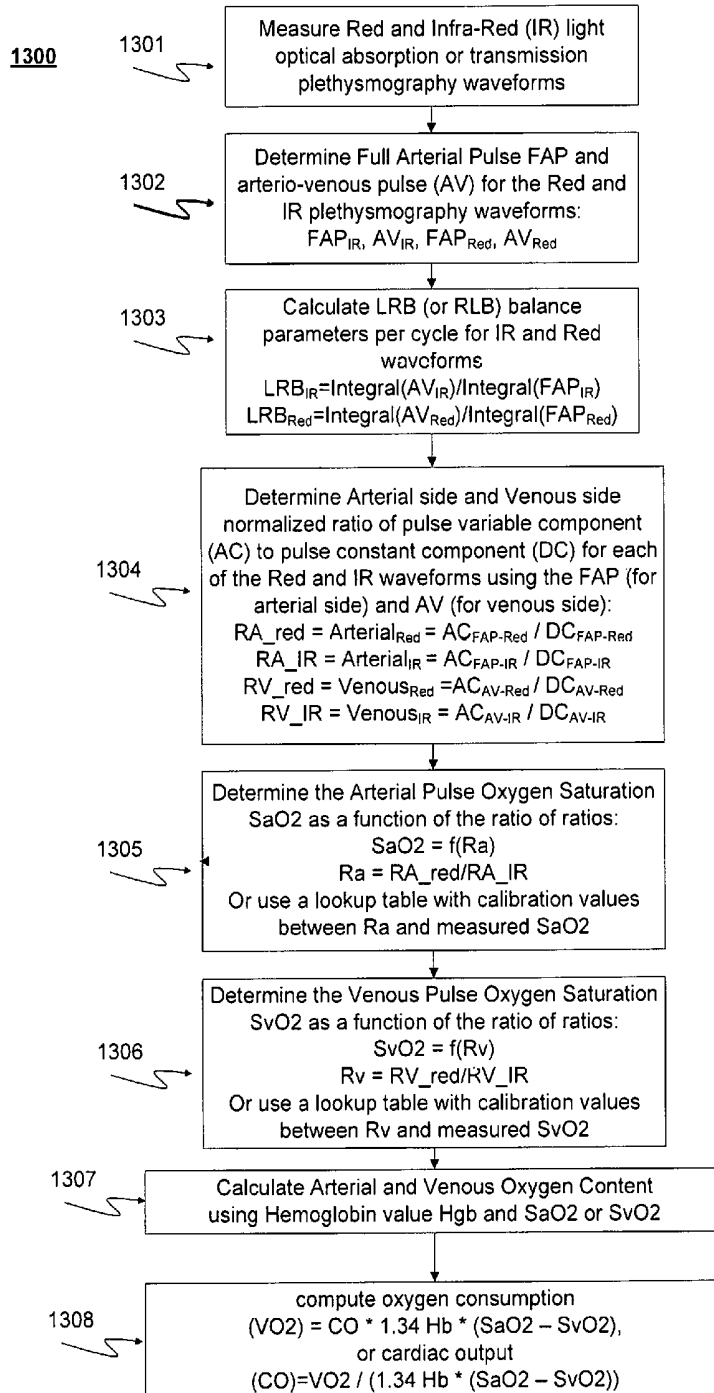 1300
1301
Measure Red and Infra-Red (IR) light
optical absorption or transmission
plethysmography waveforms
1302
Determine Full Arterial Pulse FAP and
arterio-venous pulse (AV) for the Red and
IR plethysmography waveforms:
FAP_IR, AV_IR, FAP_Red, AV_Red
1303
Calculate LRB (or RLB) balance
parameters per cycle for IR and Red
waveforms
LRB_IR=Integral(AV_IR)/Integral(FAP_IR)
LRB_Red=Integral(AV_Red)/Integral(FAP_Red)
1304
Determine Arterial side and Venous side
normalized ratio of pulse variable component
(AC) to pulse constant component (DC) for each
of the Red and IR waveforms using the FAP (for
arterial side) and AV (for venous side):
RA_red = Arterial_Red = AC_FAP-Red / DC_FAP-Red
RA_IR = Arterial_IR = AC_FAP-IR / DC_FAP-IR
RV_red = Venous_Red =AC_AV-Red / DC_AV-Red
RV_IR = Venous_IR = AC_AV-IR / DC_AV-IR
1305
Determine the Arterial Pulse Oxygen Saturation
SaO2 as a function of the ratio of ratios:
SaO2 = f(Ra)
Ra = RA_red/RA_IR
Or use a lookup table with calibration values
between Ra and measured SaO2
1306
Determine the Venous Pulse Oxygen Saturation
SvO2 as a function of the ratio of ratios:
SvO2 = f(Rv)
Rv = RV_red/RV_IR
Or use a lookup table with calibration values
between Rv and measured SvO2
1307
Calculate Arterial and Venous Oxygen Content
using Hemoglobin value Hgb and SaO2 or SvO2
1308
compute oxygen consumption
(VO2) = CO * 1.34 Hb * (SaO2 – SvO2),
or cardiac output
(CO)=VO2 / (1.34 Hb * (SaO2 – SvO2))